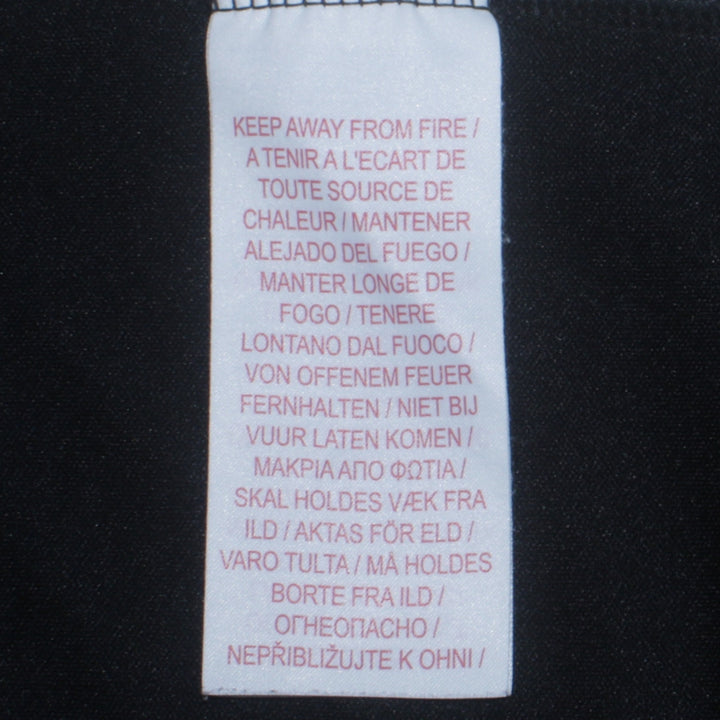 KEEP AWAY FROM FIRE /
A TENIR A L'ECART DE
TOUTE SOURCE DE
CHALEUR / MANTENER
ALEJADO DEL FUEGO /
MANTER LONGE DE
FOGO / TENERE
LONTANO DAL FUOCO /
VON OFFENEM FEUER
FERNHALTEN / NIET BIJ
VUUR LATEN KOMEN /
ΜΑΚΡΙΑ ΑΠΟ ΦΩΤΙΑ /
SKAL HOLDES VÆK FRA
ILD / AKTAS FÖR ELD /
VARO TULTA / MÅ HOLDES
BORTE FRA ILD /
ОГНЕОПАСНО /
NEPŘIBLIŽUJTE K OHNI /